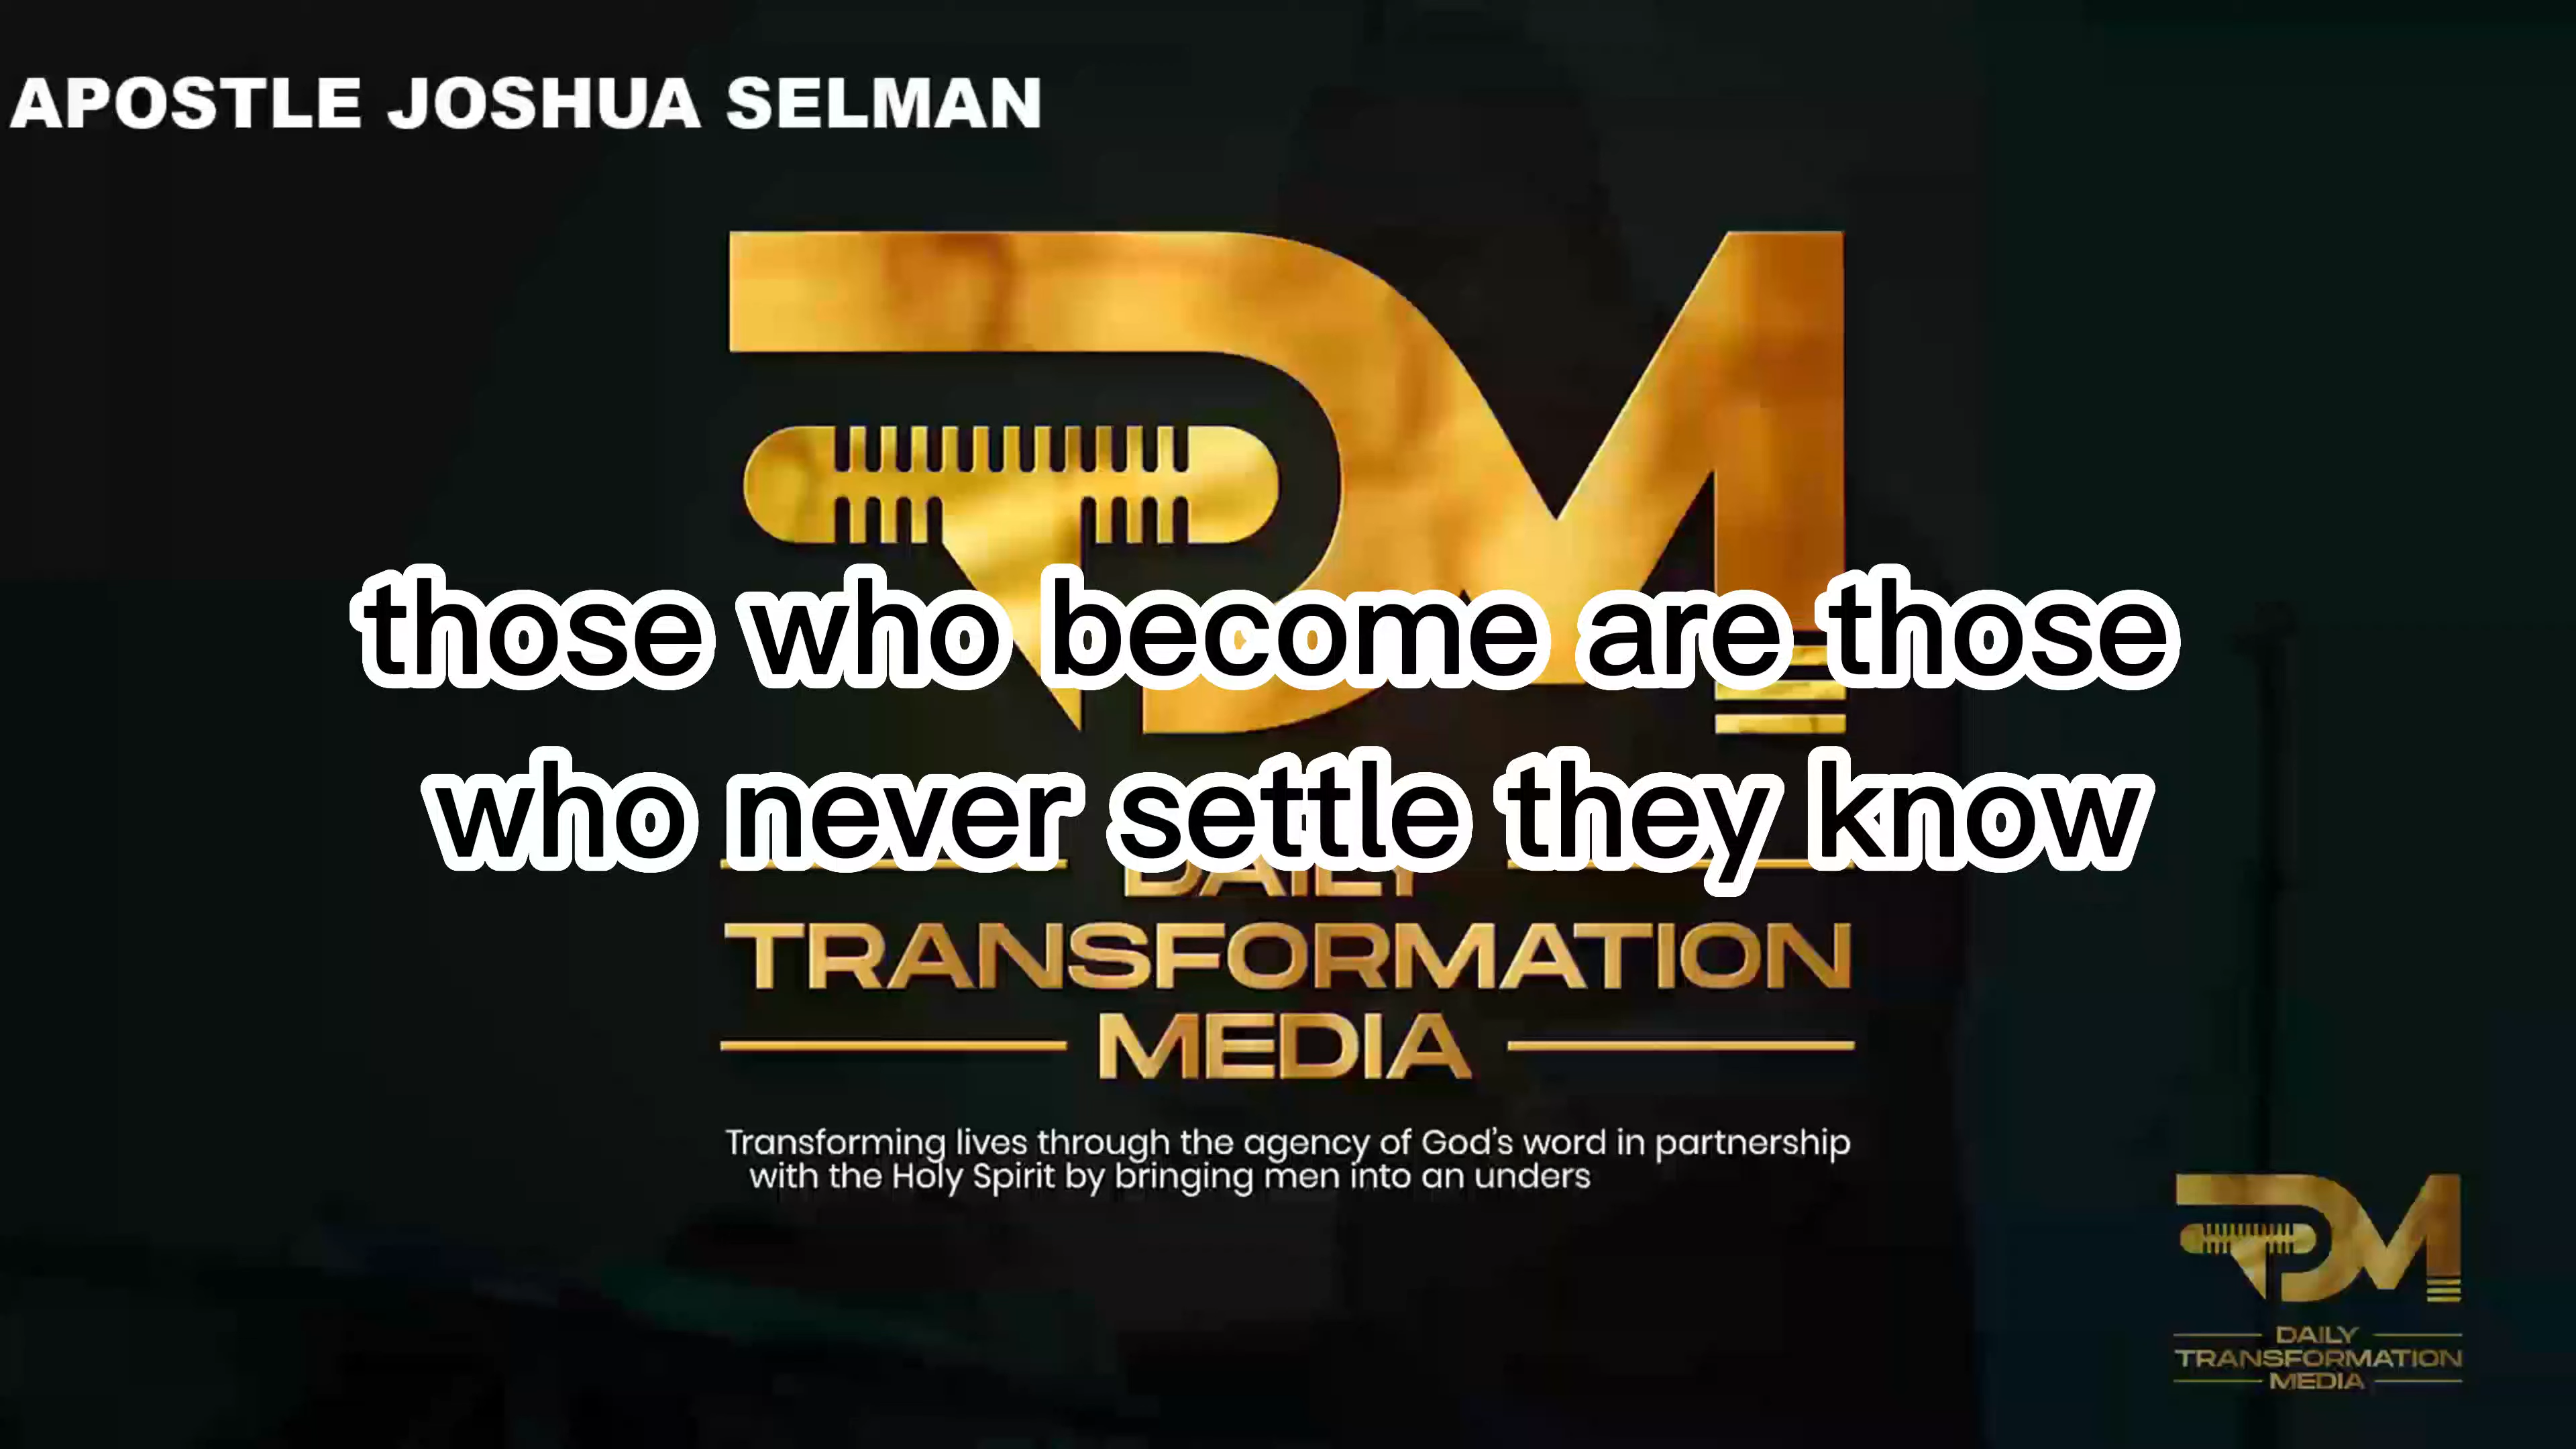 APOSTLE JOSHUA SELMAN
those who become are those
who never settle they know
DAILY
TRANSFORMATION
MEDIA
Transforming lives through the agency of God's word in partnership
with the Holy Spirit by bringing men into an unders
DAILY
TRANSFORMATION
MEDIA